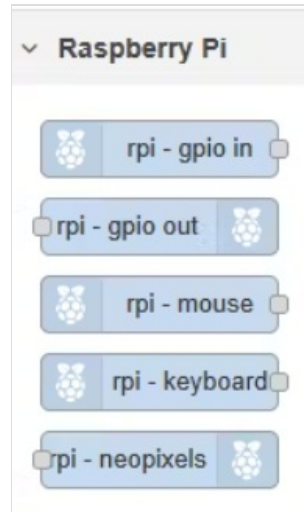 Raspberry Pi
rpi - gpio in
rpi - gpio out
rpi - mouse
rpi - keyboard
rpi - neopixels